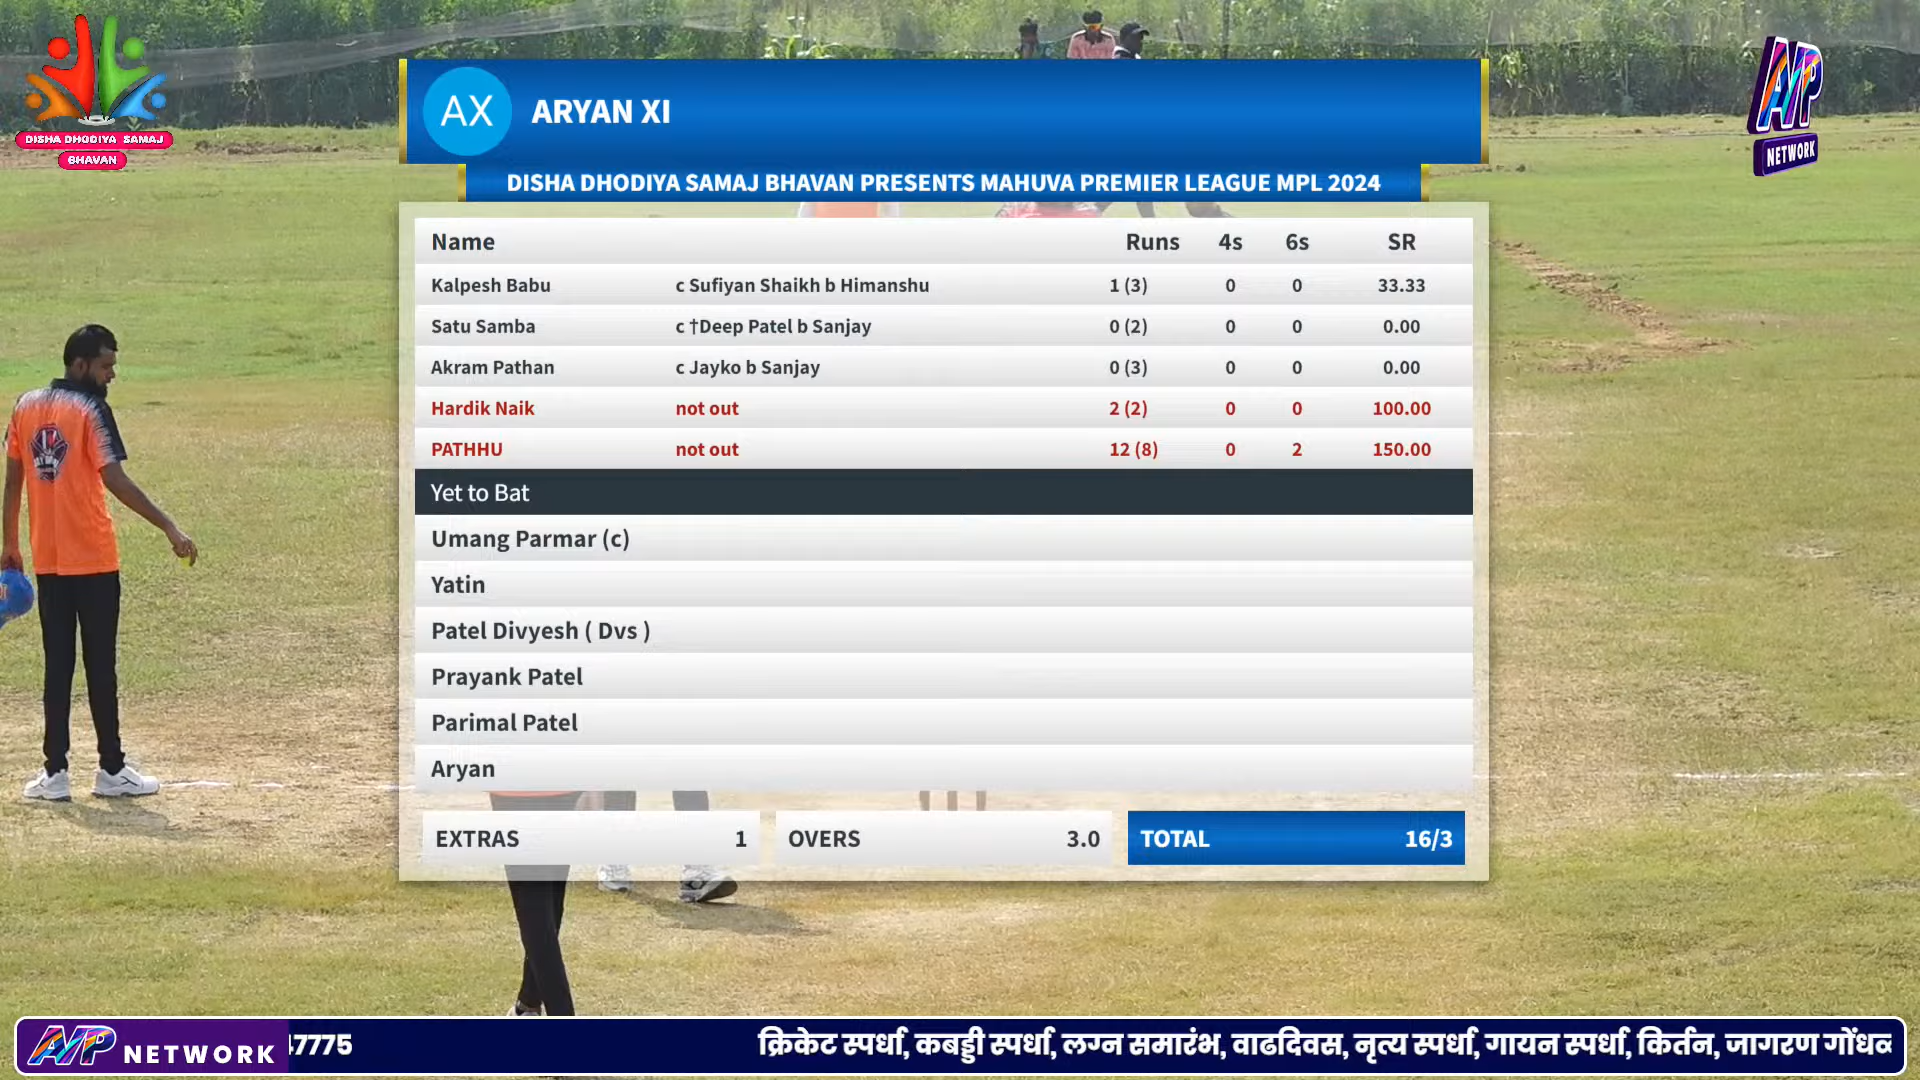 DISHA DHODIYA SAMAJ
BHAVAN
AP
NETWORK
AX ARYAN XI
DISHA DHODIYA SAMAJ BHAVAN PRESENTS MAHUVA PREMIER LEAGUE MPL 2024
Name Runs 4s 6s SR
Kalpesh Babu c Sufiyan Shaikh b Himanshu 1 (3) 0 0 33.33
Satu Samba c †Deep Patel b Sanjay 0 (2) 0 0 0.00
Akram Pathan c Jayko b Sanjay 0 (3) 0 0 0.00
Hardik Naik not out 2 (2) 0 0 100.00
PATHHU not out 12 (8) 0 2 150.00
Yet to Bat
Umang Parmar (c)
Yatin
Patel Divyesh ( Dvs )
Prayank Patel
Parimal Patel
Aryan
EXTRAS 1 OVERS 3.0 TOTAL 16/3
AP NETWORK 7775 क्रिकेट स्पर्धा, कबड्डी स्पर्धा, लग्न समारंभ, वाढदिवस, नृत्य स्पर्धा, गायन स्पर्धा, किर्तन, जागरण